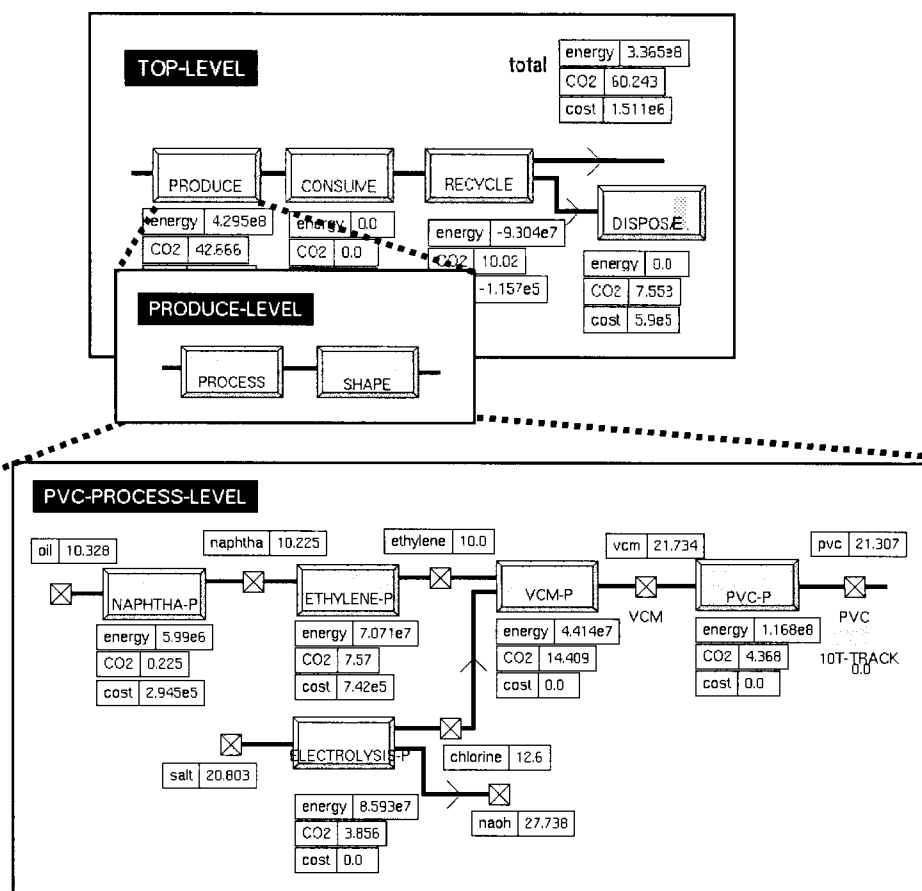 TOP-LEVEL
total
energy 3.365e8
CO2 60.243
cost 1.511e6
PRODUCE
CONSUME
RECYCLE
DISPOSE
energy 4.295e8
CO2 42.666
energy 0.0
CO2 0.0
energy -9.304e7
CO2 10.02
-1.157e5
energy 0.0
CO2 7.553
cost 5.9e5
PRODUCE-LEVEL
PROCESS
SHAPE
PVC-PROCESS-LEVEL
oil 10.328
naphtha 10.225
ethylene 10.0
vcm 21.734
pvc 21.307
NAPHTHA-P
ETHYLENE-P
VCM-P
VCM
PVC-P
PVC
energy 5.99e6
CO2 0.225
cost 2.945e5
energy 7.071e7
CO2 7.57
cost 7.42e5
energy 4.414e7
CO2 14.409
cost 0.0
energy 1.168e8
CO2 4.368
cost 0.0
10T-TRACK
0.0
ELECTROLYSIS-P
salt 20.803
chlorine 12.6
naoh 27.738
energy 8.593e7
CO2 3.856
cost 0.0